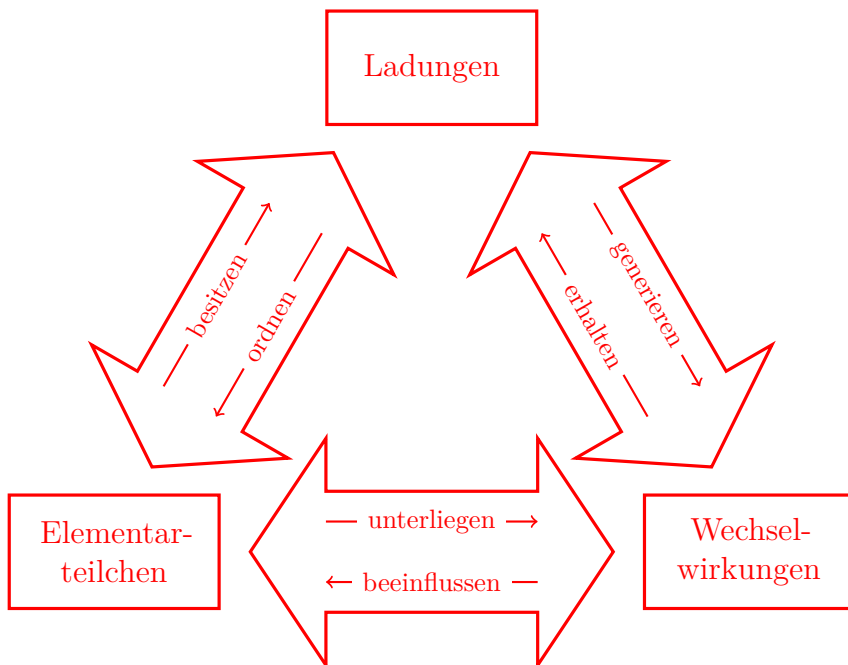 Ladungen
besitzen
ordnen
generieren
erhalten
Elementar-
teilchen
unterliegen
beeinflussen
Wechsel-
wirkungen